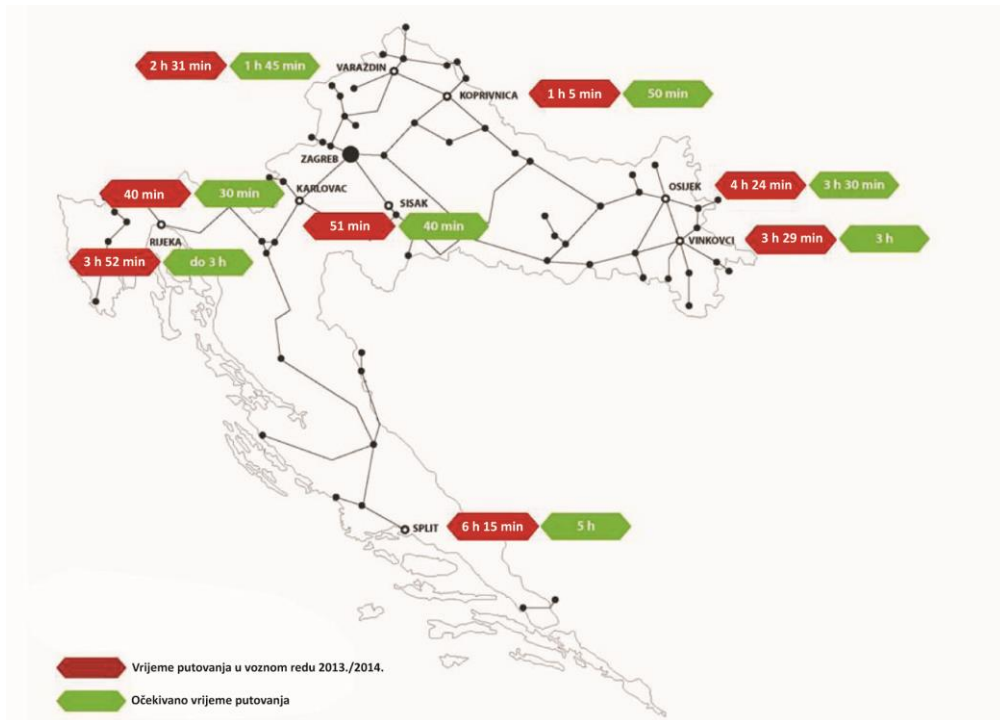 2 h 31 min
1 h 45 min
VARAŽDIN
KOPRIVNICA
1 h 5 min
50 min
ZAGREB
40 min
30 min
KARLOVAC
SISAK
51 min
40 min
OSIJEK
4 h 24 min
3 h 30 min
RIJEKA
3 h 52 min
do 3 h
VINKOVCI
3 h 29 min
3 h
SPLIT
6 h 15 min
5 h
Vrijeme putovanja u voznom redu 2013./2014.
Očekivano vrijeme putovanja